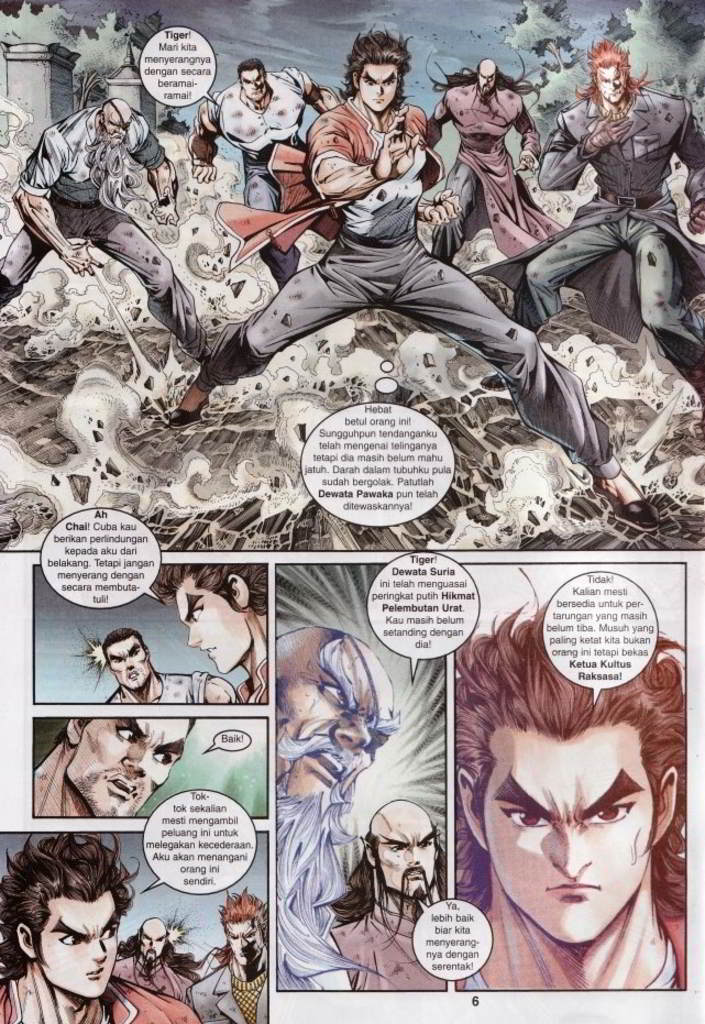 Tiger!
Mari kita
menyerangnya
dengan secara
beramai-
ramai!
Hebat
betul orang ini!
Sungguhpun tendanganku
telah mengenai telinganya
tetapi dia masih belum mahu
jatuh. Darah dalam tubuhku pula
sudah bergolak. Patutlah
Dewata Pawaka pun telah
ditewaskannya!
Ah
Chai! Cuba kau
berikan perlindungan
kepada aku dari
belakang. Tetapi jangan
menyerang dengan
secara membuta-
tuli!
Baik!
Tok-
tok sekalian
mesti mengambil
peluang ini untuk
melegakan kecederaan.
Aku akan menangani
orang ini
sendiri.
Tiger!
Dewata Suria
ini telah menguasai
peringkat putih Hikmat
Pelembutan Urat.
Kau masih belum
setanding dengan
dia!
Ya,
lebih baik
biar kita
menyerang-
nya dengan
serentak!
Tidak!
Kalian mesti
bersedia untuk per-
tarungan yang masih
belum tiba. Musuh yang
paling ketat kita bukan
orang ini tetapi bekas
Ketua Kultus
Raksasa!
6